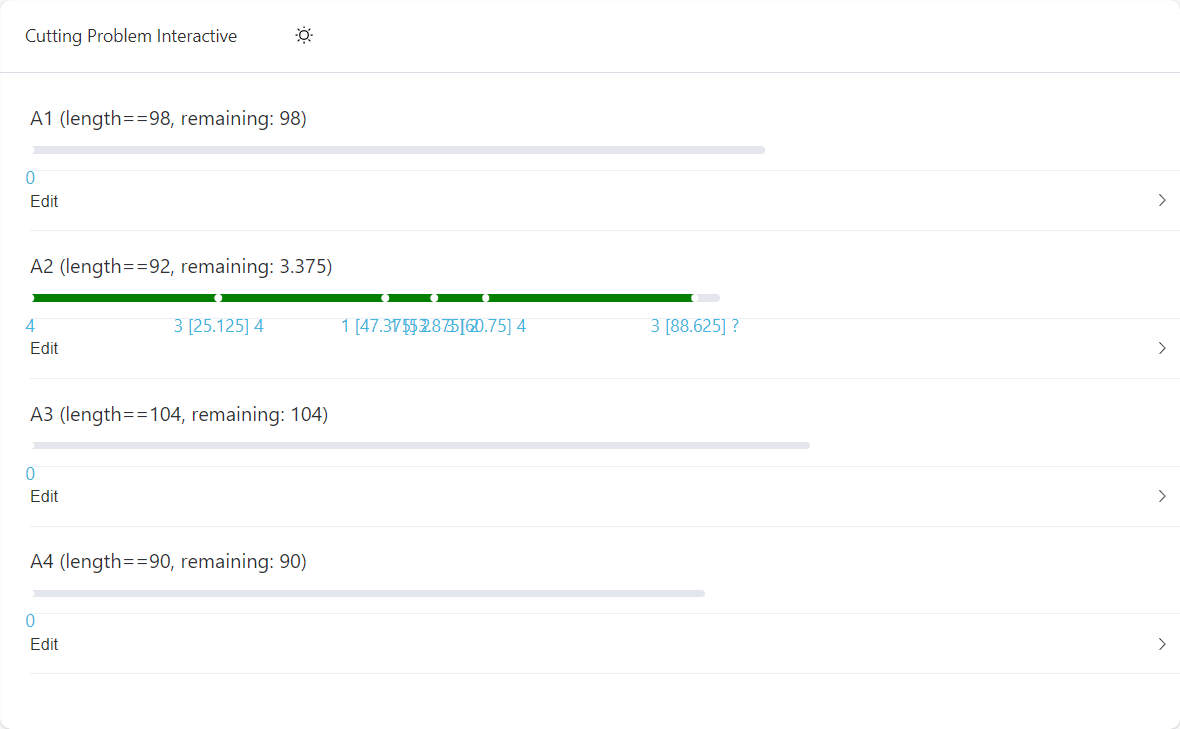 Cutting Problem Interactive
A1 (length==98, remaining: 98)
0
Edit
A2 (length==92, remaining: 3.375)
4 3 [25.125] 4 1 [47.375] 3 [60.75] 4 3 [88.625] ?
Edit
A3 (length==104, remaining: 104)
0
Edit
A4 (length==90, remaining: 90)
0
Edit